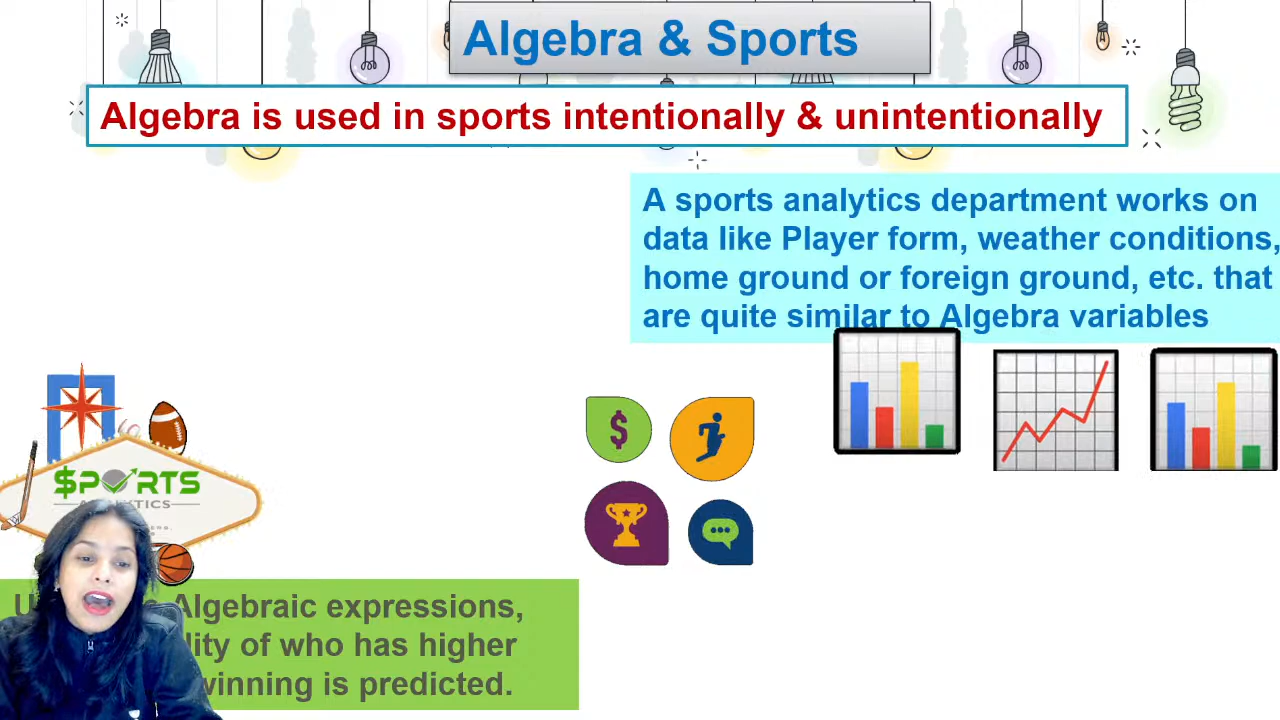 Algebra & Sports
Algebra is used in sports intentionally & unintentionally
A sports analytics department works on
data like Player form, weather conditions,
home ground or foreign ground, etc. that
are quite similar to Algebra variables
$PORTS
$
Algebraic expressions,
of who has higher
winning is predicted.